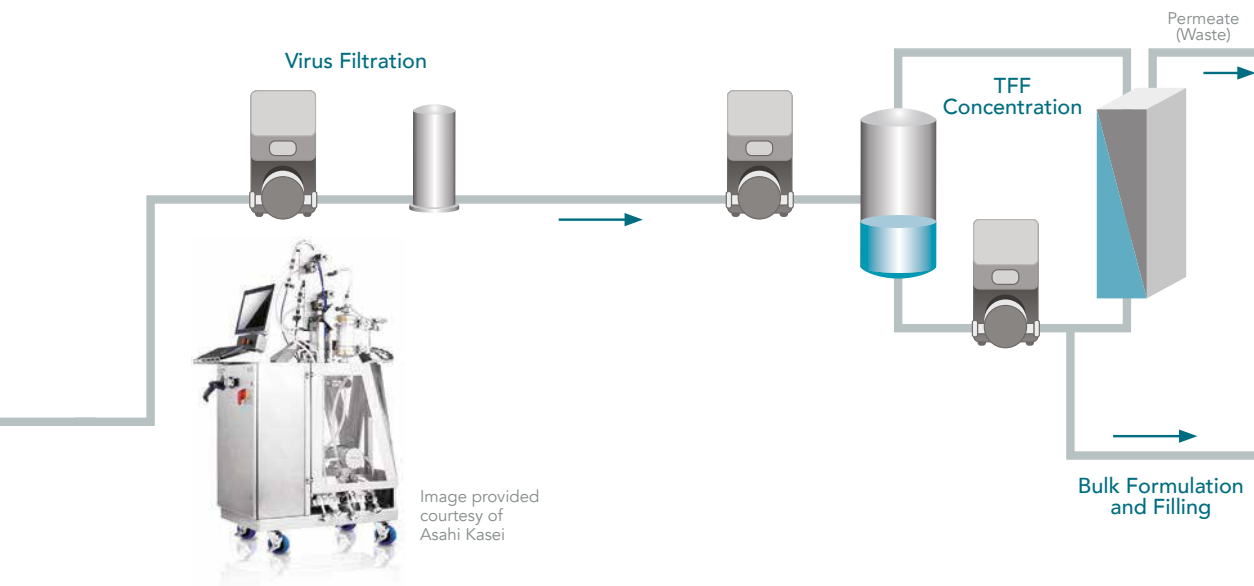 Permeate
(Waste)
Virus Filtration
TFF
Concentration
Image provided
courtesy of
Asahi Kasei
Bulk Formulation
and Filling